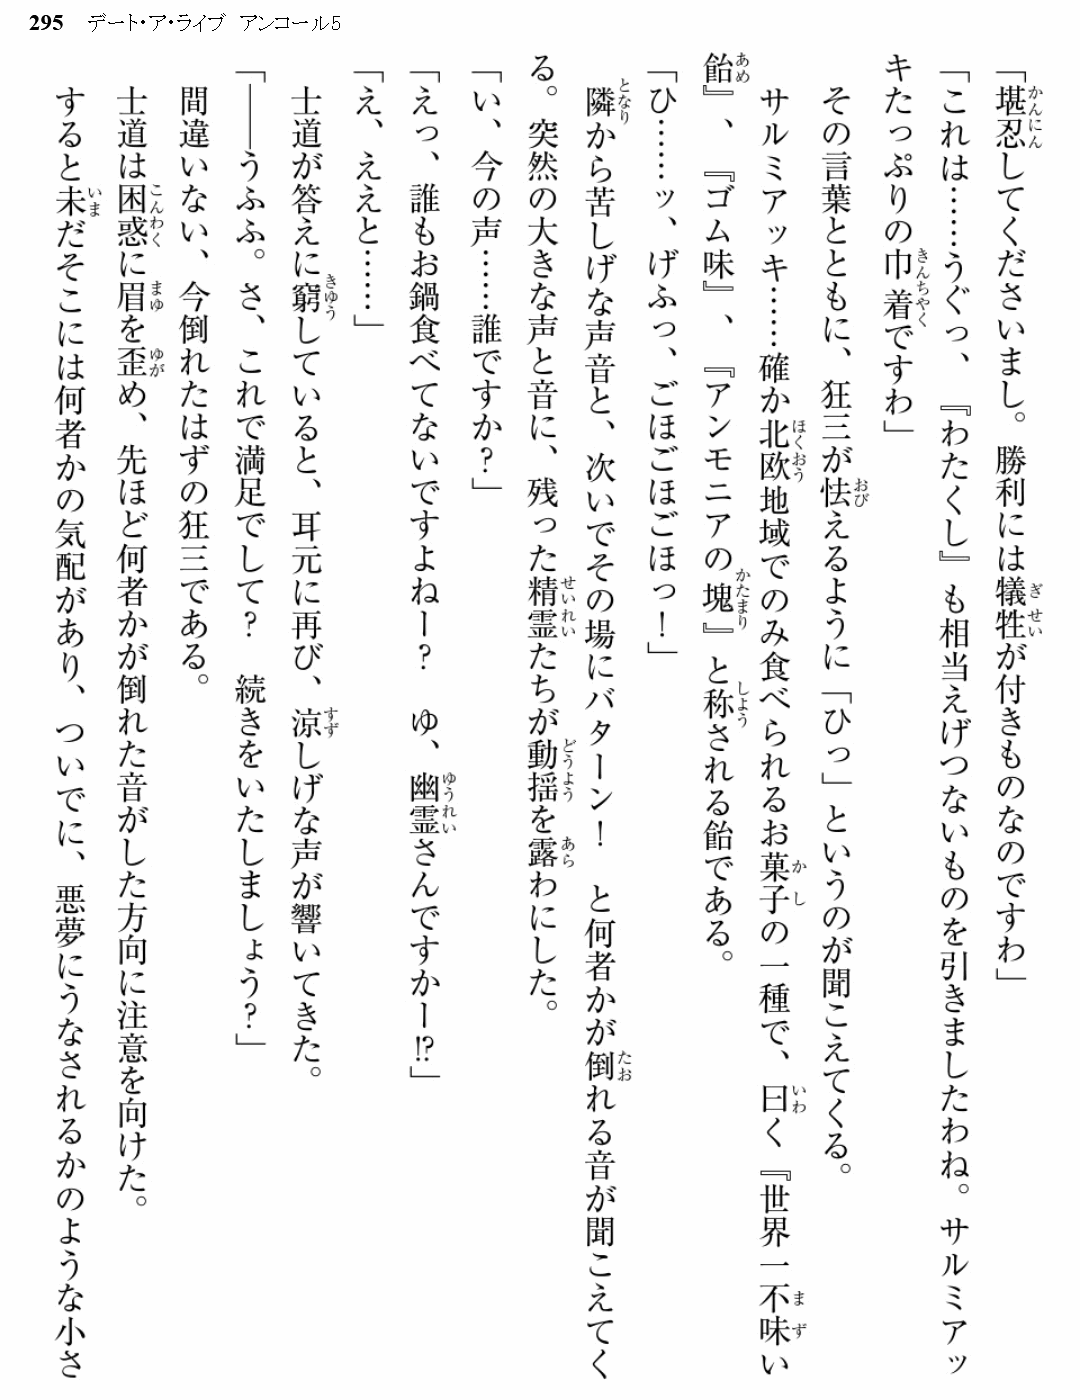 295　デート・ア・ライブ　アンコール5
「堪忍してくださいまし。勝利には犠牲が付きものなのですわ」
「これは……うぐっ、『わたくし』も相当えげつないものを引きましたわね。サルミアッ
キたっぷりの巾着ですわ」
その言葉とともに、狂三が怯えるように「ひっ」というのが聞こえてくる。
サルミアッキ……確か北欧地域でのみ食べられるお菓子の一種で、曰く『世界一不味い
飴』、『ゴム味』、『アンモニアの塊』と称される飴である。
「ひ……ッ、げふっ、ごほごほごほっ！」
隣から苦しげな声音と、次いでその場にバターン！　と何者かが倒れる音が聞こえてく
る。突然の大きな声と音に、残った精霊たちが動揺を露わにした。
「い、今の声……誰ですか？」
「えっ、誰もお鍋食べてないですよねー？　ゆ、幽霊さんですかー!?」
「え、ええと……」
士道が答えに窮していると、耳元に再び、涼しげな声が響いてきた。
「――うふふ。さ、これで満足でして？　続きをいたしましょう？」
間違いない、今倒れたはずの狂三である。
士道は困惑に眉を歪め、先ほど何者かが倒れた音がした方向に注意を向けた。
すると未だそこには何者かの気配があり、ついでに、悪夢にうなされるかのような小さ